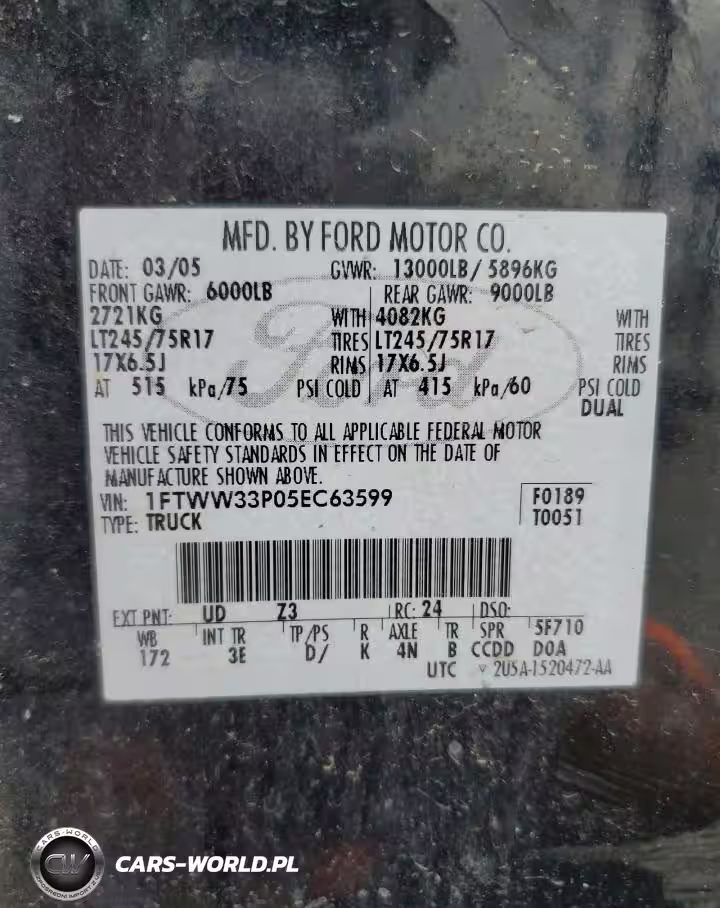 MFD. BY FORD MOTOR CO.
DATE: 03/05 GVWR: 13000LB/ 5896KG
FRONT GAWR: 6000LB REAR GAWR: 9000LB
2721KG WITH 4082KG WITH
LT245/75R17 TIRES LT245/75R17 TIRES
17X6.5J RIMS 17X6.5J RIMS
AT 515 kPa/75 PSI COLD AT 415 kPa/60 PSI COLD
DUAL
THIS VEHICLE CONFORMS TO ALL APPLICABLE FEDERAL MOTOR
VEHICLE SAFETY STANDARDS IN EFFECT ON THE DATE OF
MANUFACTURE SHOWN ABOVE.
VIN: 1FTWW33P05EC63599 F0189
TYPE: TRUCK T0051
EXT PNT: UD Z3 RC: 24 DSO:
WB INT TR TP/PS R AXLE TR SPR 5F710
172 3E D/ K 4N B CCDD D0A
UTC ▽ 2U5A-1520472-AA
Ford
CARS-WORLD
CW
CARS-WORLD.PL